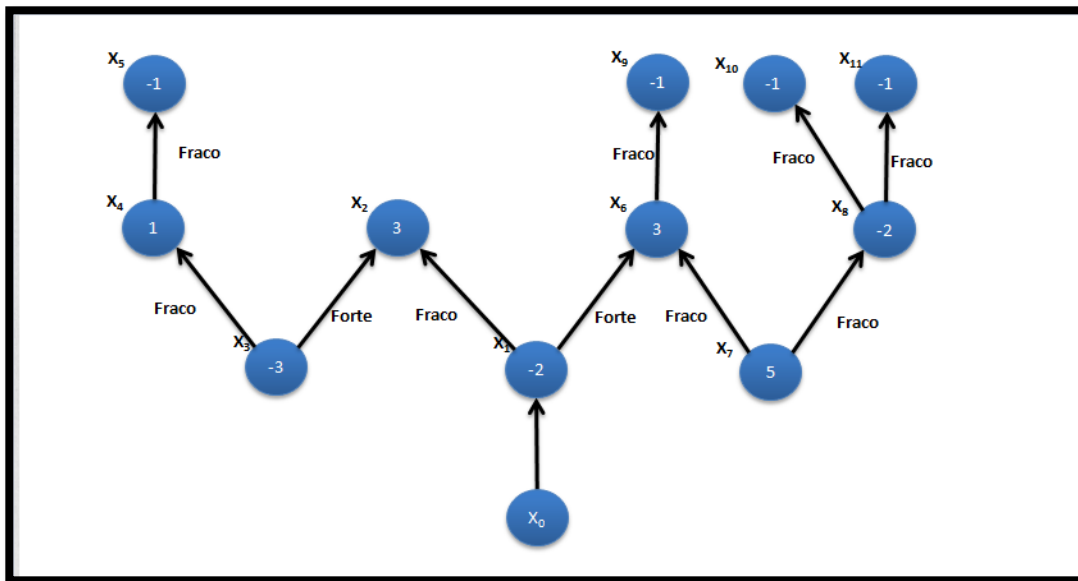 X₅ -1
X₉ -1
X₁₀ -1
X₁₁ -1
Fraco
Fraco
Fraco
Fraco
X₄ 1
X₂ 3
X₆ 3
X₈ -2
Fraco
Forte
Fraco
Forte
Fraco
Fraco
X₃ -3
X₁ -2
X₇ 5
X₀